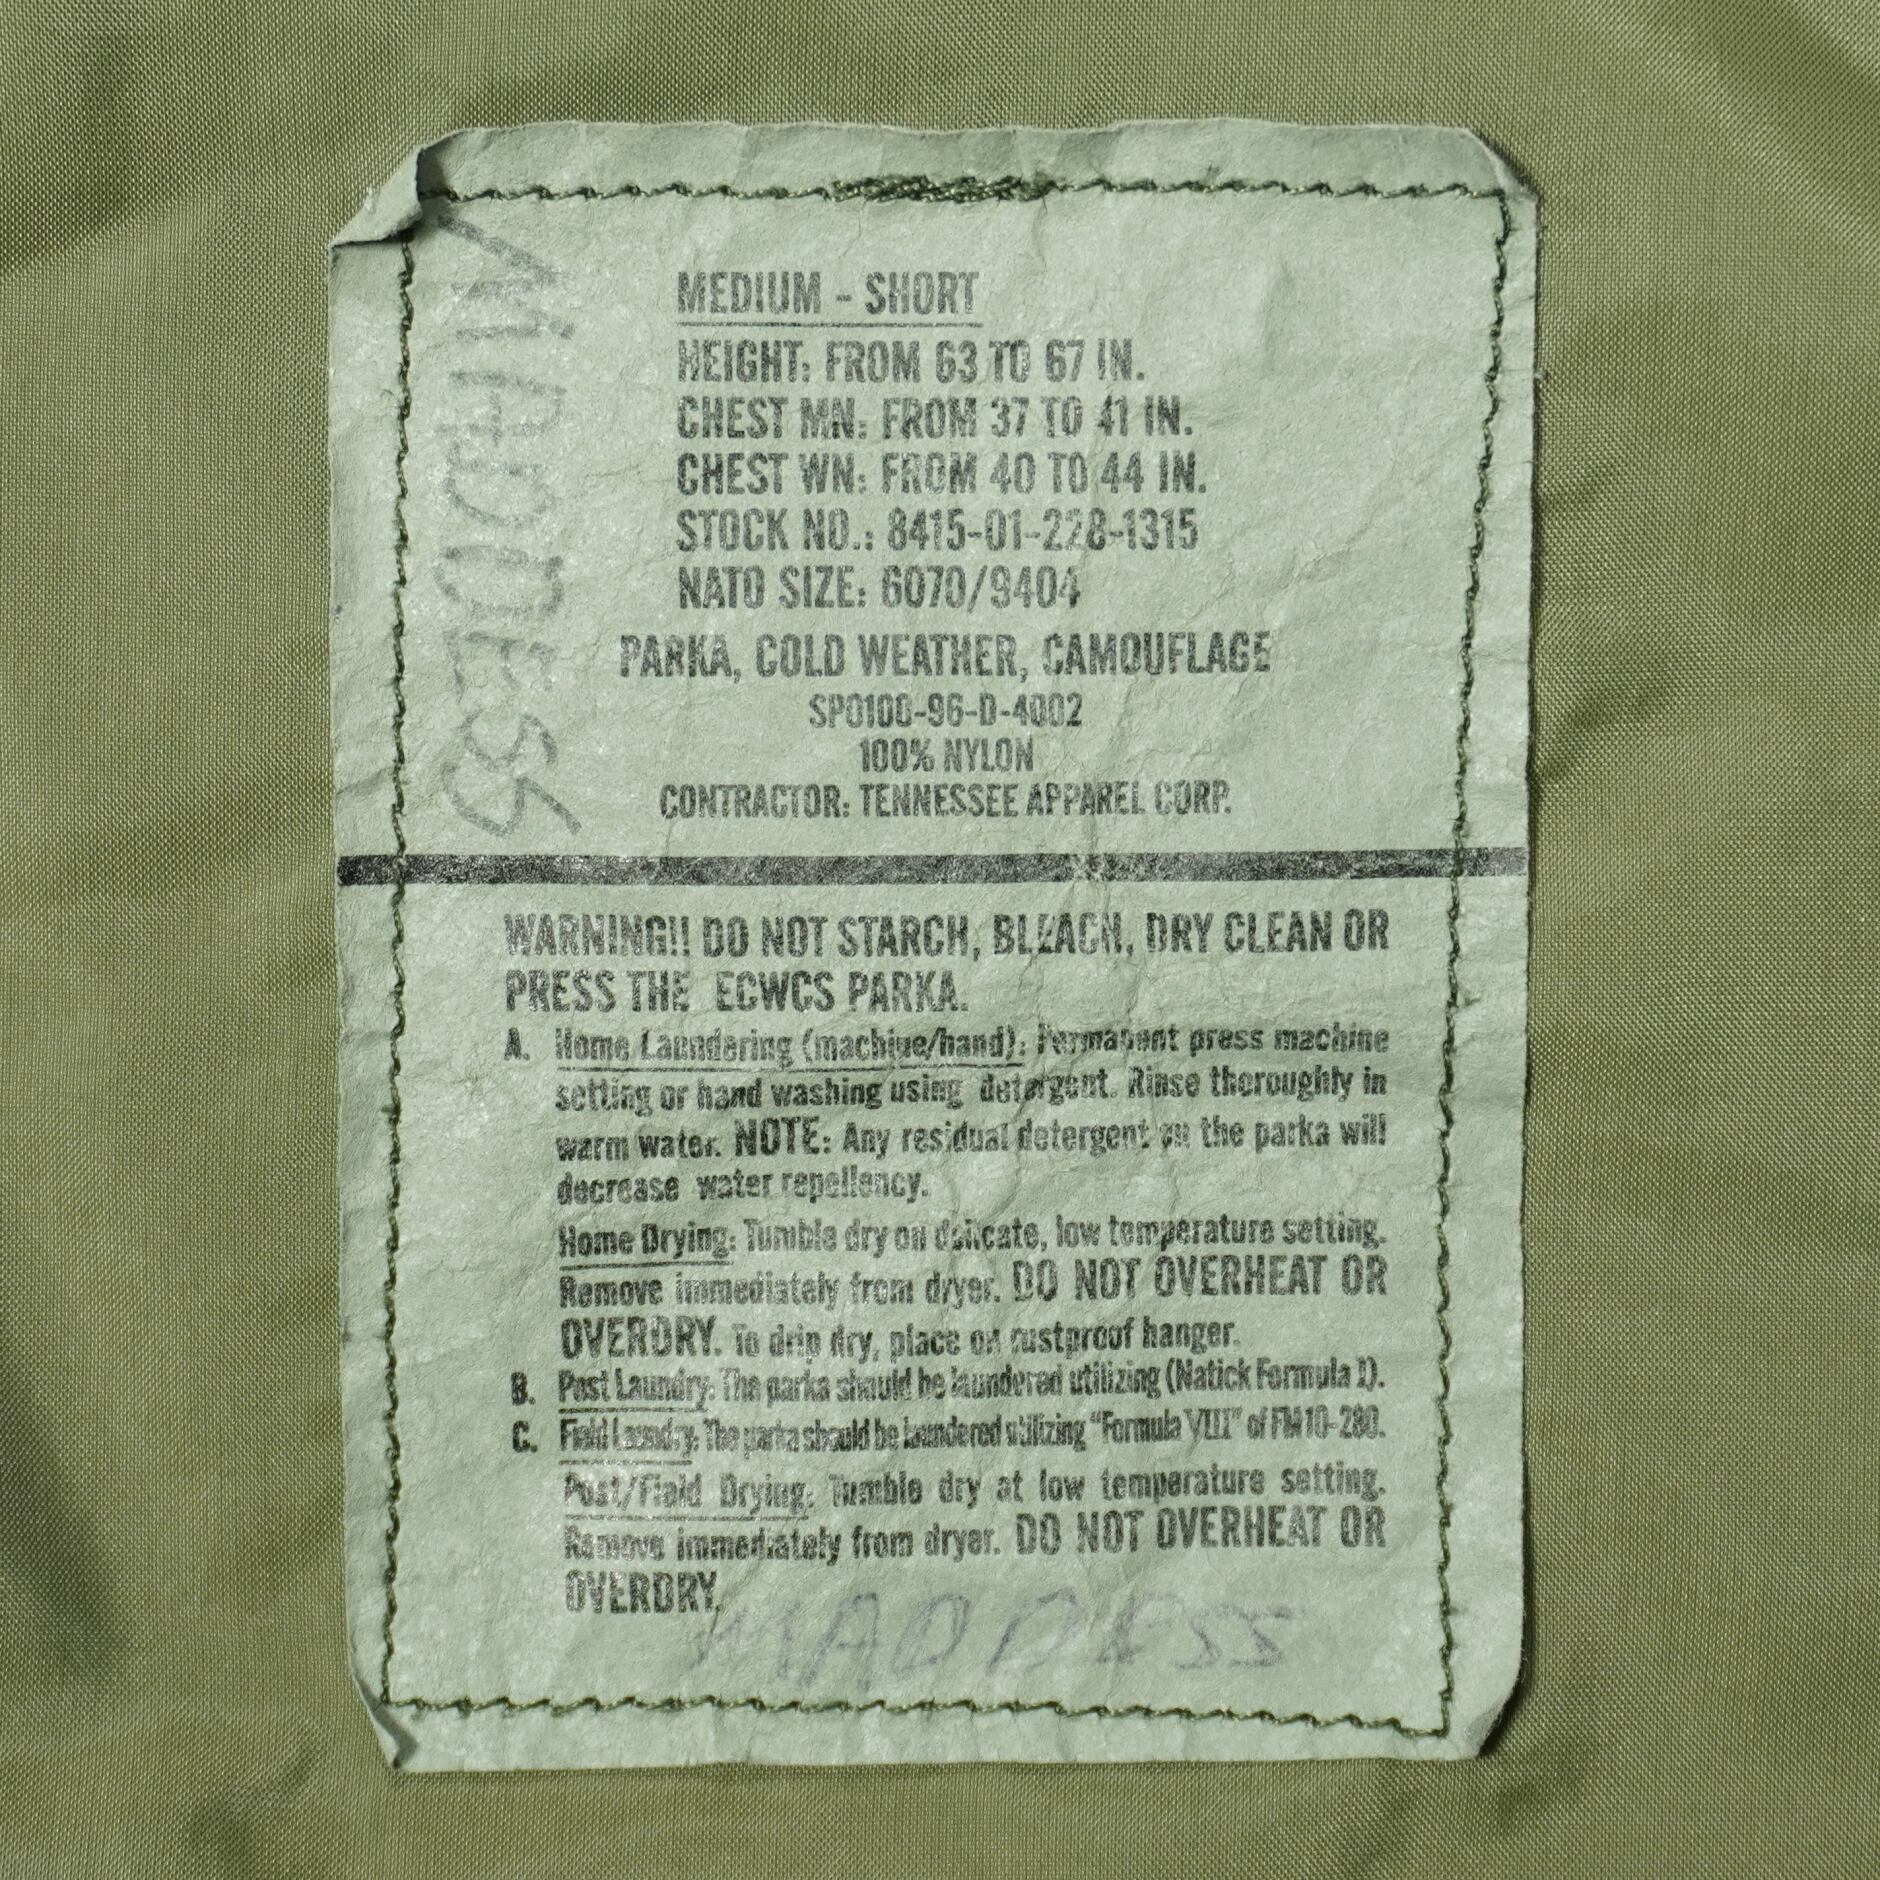 MADDESS
MEDIUM - SHORT
HEIGHT: FROM 63 TO 67 IN.
CHEST MN: FROM 37 TO 41 IN.
CHEST WN: FROM 40 TO 44 IN.
STOCK NO.: 8415-01-228-1315
NATO SIZE: 6070/9404
PARKA, COLD WEATHER, CAMOUFLAGE
SPO100-96-D-4002
100% NYLON
CONTRACTOR: TENNESSEE APPAREL CORP.
WARNING!! DO NOT STARCH, BLEACH, DRY CLEAN OR
PRESS THE ECWCS PARKA.
A. Home Laundering (machine/hand): Permanent press machine
setting or hand washing using detergent. Rinse thoroughly in
warm water. NOTE: Any residual detergent on the parka will
decrease water repellency.
Home Drying: Tumble dry on delicate, low temperature setting.
Remove immediately from dryer. DO NOT OVERHEAT OR
OVERDRY. To drip dry, place on rustproof hanger.
B. Post Laundry: The parka should be laundered utilizing (Natick Formula I).
C. Field Laundry: The parka should be laundered utilizing "Formula VIII" of FM 10-280.
Post/Field Drying: Tumble dry at low temperature setting.
Remove immediately from dryer. DO NOT OVERHEAT OR
OVERDRY.
MADDESS